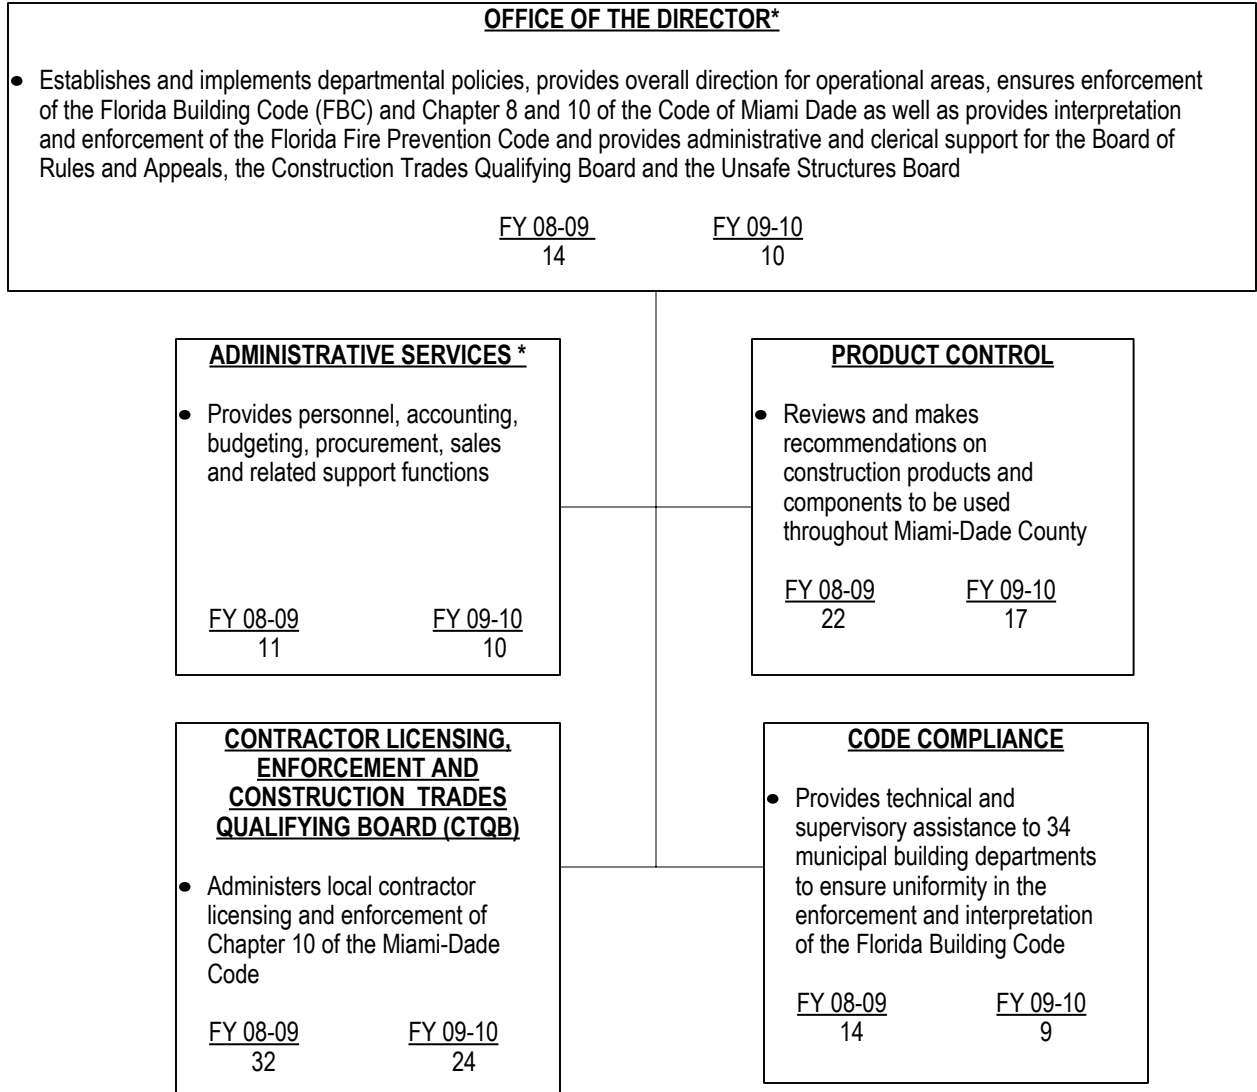 OFFICE OF THE DIRECTOR*
• Establishes and implements departmental policies, provides overall direction for operational areas, ensures enforcement
of the Florida Building Code (FBC) and Chapter 8 and 10 of the Code of Miami Dade as well as provides interpretation
and enforcement of the Florida Fire Prevention Code and provides administrative and clerical support for the Board of
Rules and Appeals, the Construction Trades Qualifying Board and the Unsafe Structures Board
FY 08-09 FY 09-10
14 10
ADMINISTRATIVE SERVICES *
• Provides personnel, accounting,
budgeting, procurement, sales
and related support functions
FY 08-09 FY 09-10
11 10
PRODUCT CONTROL
• Reviews and makes
recommendations on
construction products and
components to be used
throughout Miami-Dade County
FY 08-09 FY 09-10
22 17
CONTRACTOR LICENSING,
ENFORCEMENT AND
CONSTRUCTION TRADES
QUALIFYING BOARD (CTQB)
• Administers local contractor
licensing and enforcement of
Chapter 10 of the Miami-Dade
Code
FY 08-09 FY 09-10
32 24
CODE COMPLIANCE
• Provides technical and
supervisory assistance to 34
municipal building departments
to ensure uniformity in the
enforcement and interpretation
of the Florida Building Code
FY 08-09 FY 09-10
14 9